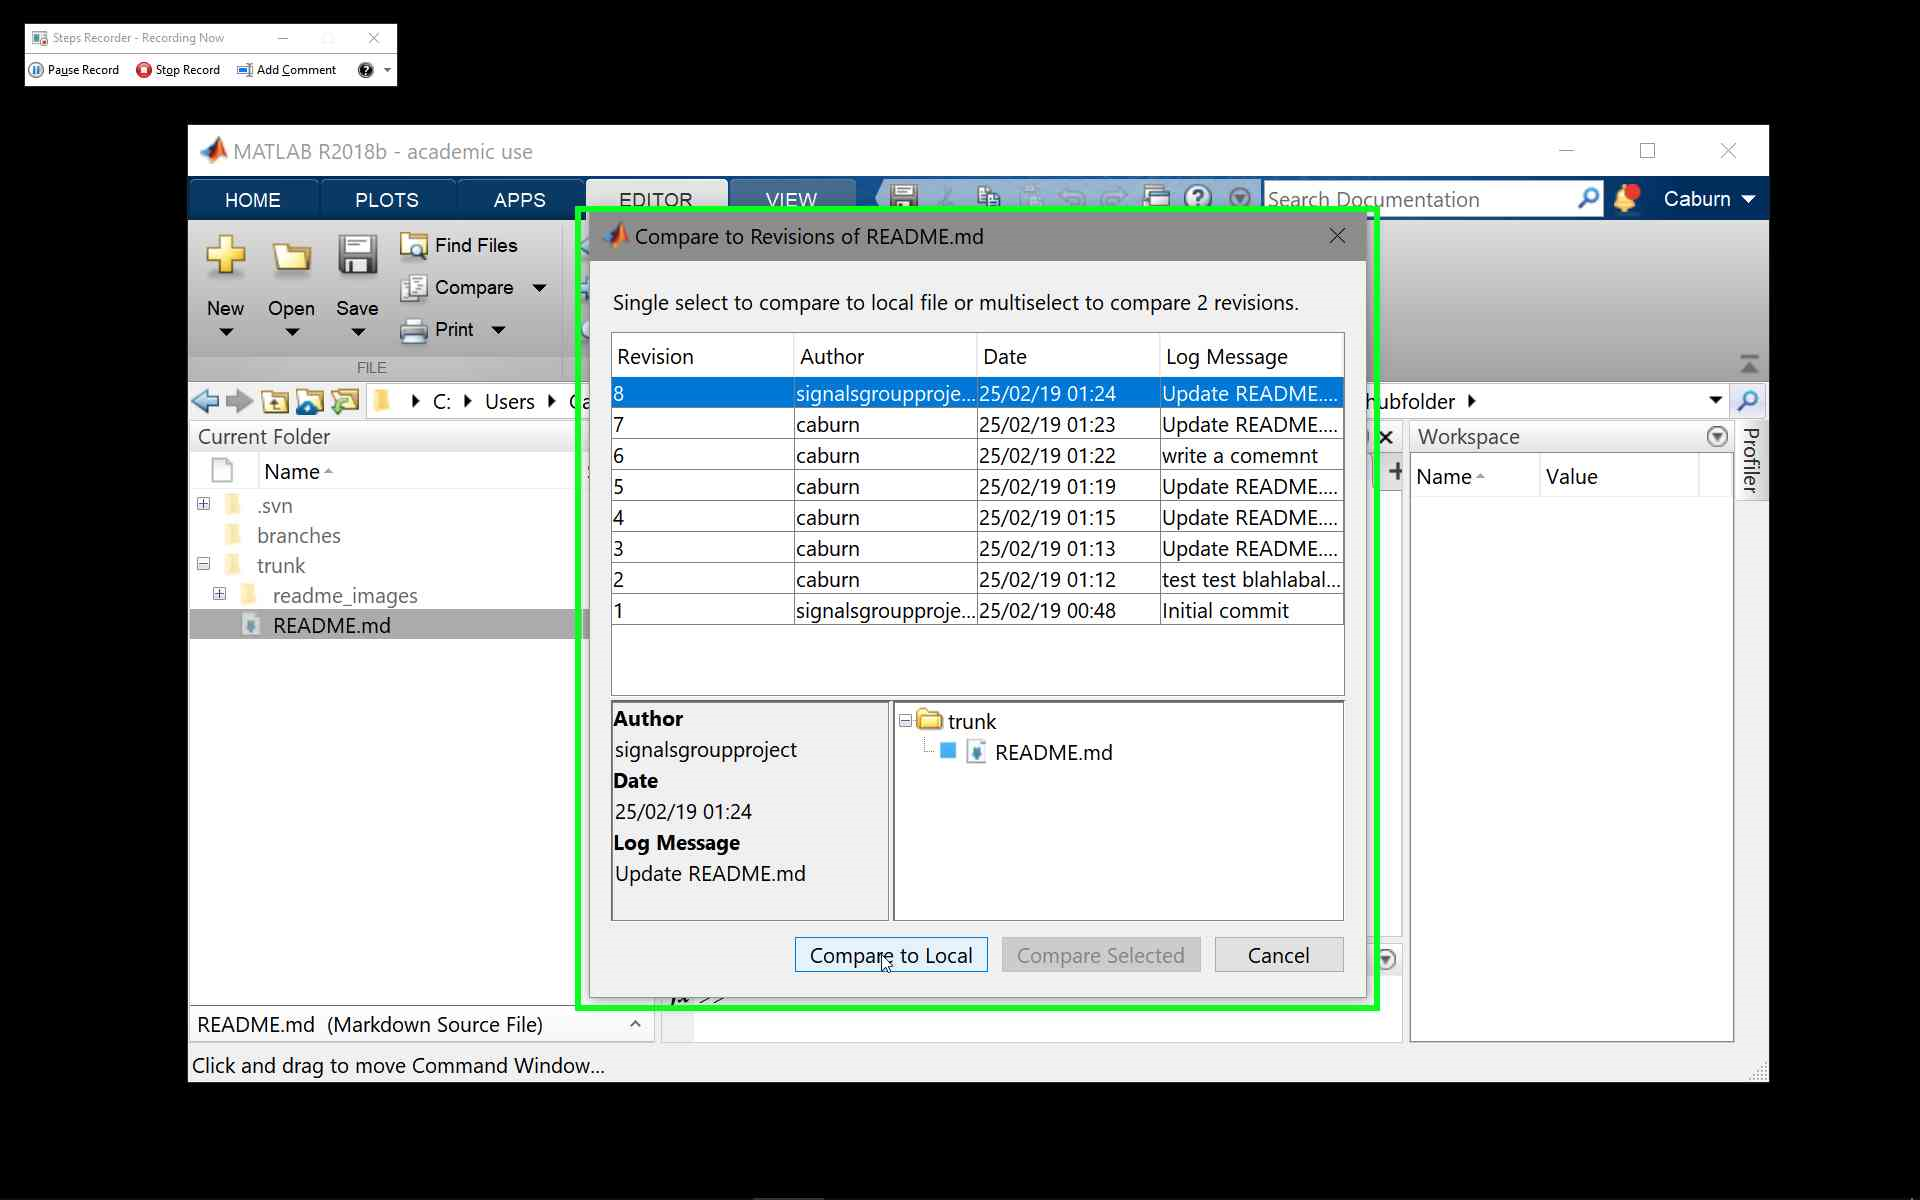 Steps Recorder - Recording Now
Pause Record Stop Record Add Comment
MATLAB R2018b - academic use
HOME PLOTS APPS EDITOR VIEW Search Documentation Caburn
New Open Save Find Files
Compare
Print
FILE
C: Users hubfolder
Compare to Revisions of README.md
Single select to compare to local file or multiselect to compare 2 revisions.
Revision Author Date Log Message
8 signalsgroupproje... 25/02/19 01:24 Update README....
7 caburn 25/02/19 01:23 Update README....
6 caburn 25/02/19 01:22 write a comemnt
5 caburn 25/02/19 01:19 Update README....
4 caburn 25/02/19 01:15 Update README....
3 caburn 25/02/19 01:13 Update README....
2 caburn 25/02/19 01:12 test test blahlabal...
1 signalsgroupproje... 25/02/19 00:48 Initial commit
Author
signalsgroupproject
Date
25/02/19 01:24
Log Message
Update README.md
trunk
README.md
Compare to Local Compare Selected Cancel
Current Folder
Name
.svn
branches
trunk
readme_images
README.md
README.md (Markdown Source File)
Workspace
Name Value
Profiler
Click and drag to move Command Window...